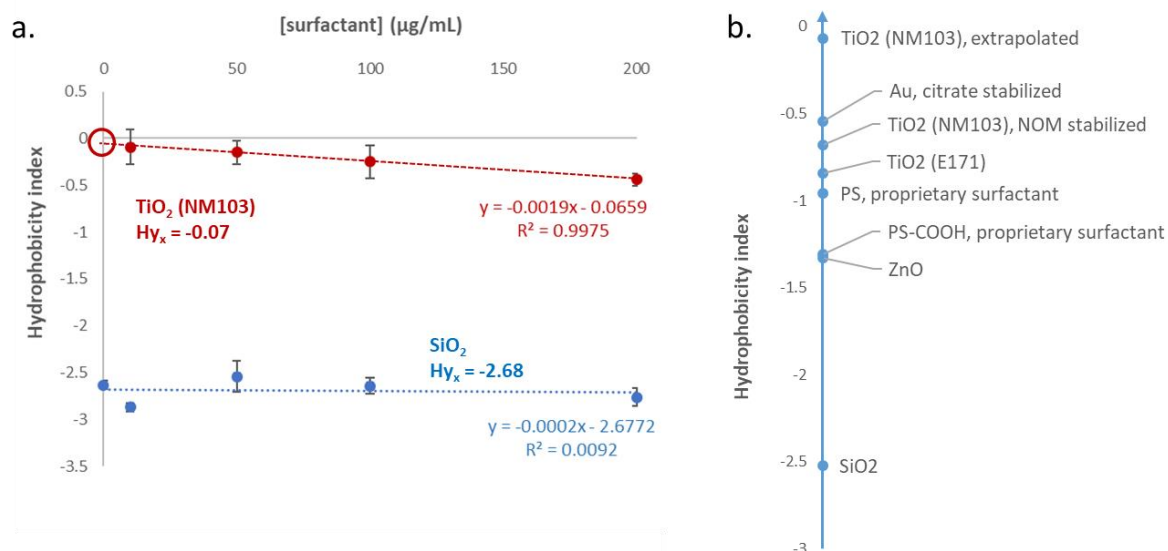 a.
[surfactant] (µg/mL)
0 50 100 150 200
Hydrophobicity index
0.5
0
-0.5
-1
-1.5
-2
-2.5
-3
-3.5
TiO₂ (NM103)
Hyₓ = -0.07
y = -0.0019x - 0.0659
R² = 0.9975
SiO₂
Hyₓ = -2.68
y = -0.0002x - 2.6772
R² = 0.0092
b.
Hydrophobicity index
0
-0.5
-1
-1.5
-2
-2.5
-3
TiO2 (NM103), extrapolated
Au, citrate stabilized
TiO2 (NM103), NOM stabilized
TiO2 (E171)
PS, proprietary surfactant
PS-COOH, proprietary surfactant
ZnO
SiO2